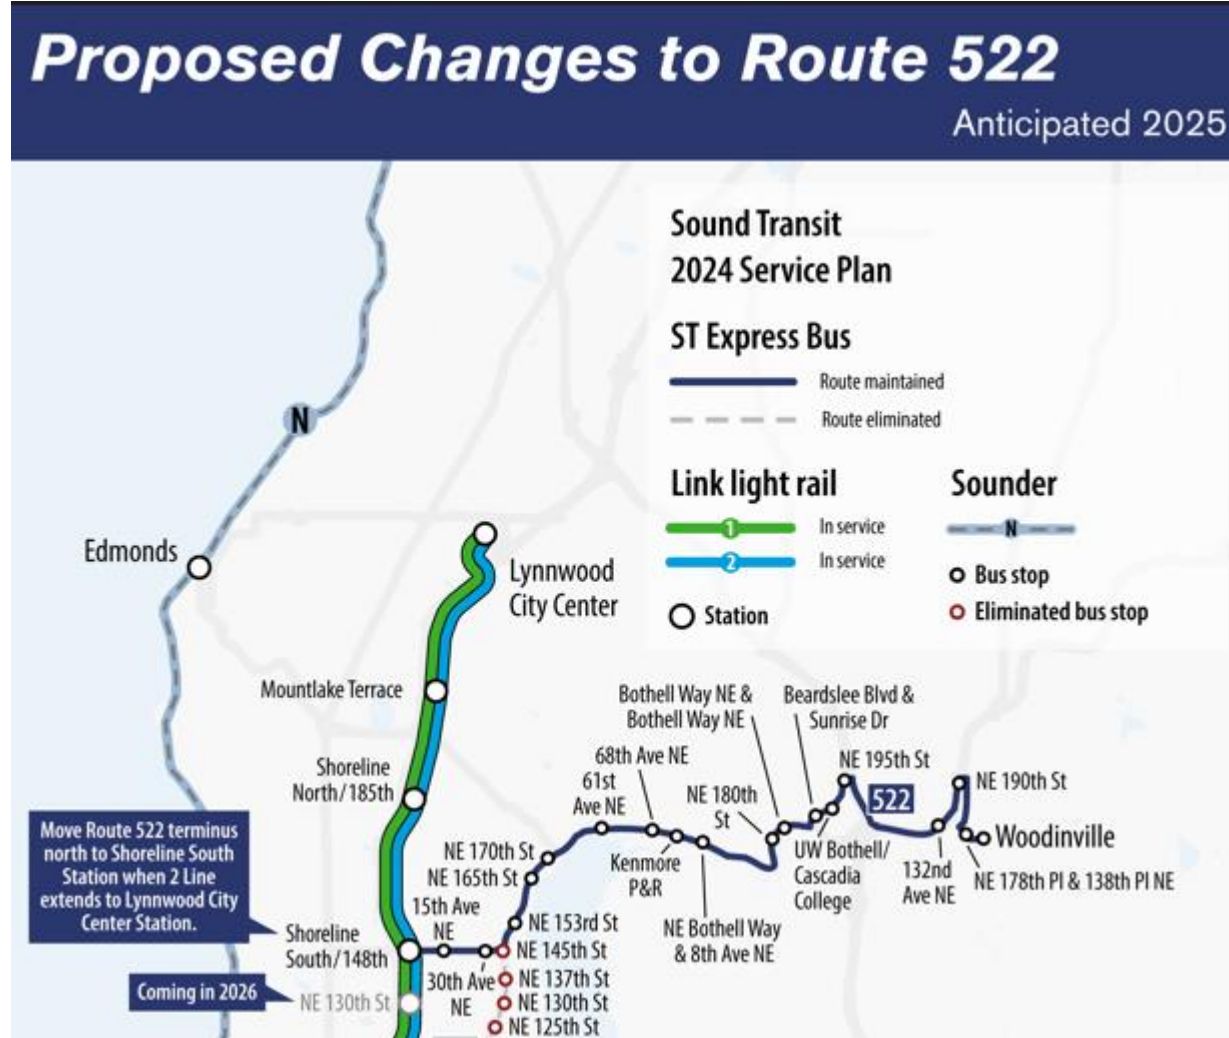 Proposed Changes to Route 522
Anticipated 2025
Sound Transit
2024 Service Plan
ST Express Bus
Route maintained
Route eliminated
Link light rail
1
In service
2
In service
Station
Sounder
N
Bus stop
Eliminated bus stop
N
Edmonds
Lynnwood
City Center
Mountlake Terrace
Shoreline
North/185th
Move Route 522 terminus
north to Shoreline South
Station when 2 Line
extends to Lynnwood City
Center Station.
Shoreline
South/148th
Coming in 2026
NE 130th St
15th Ave
NE
30th Ave
NE
NE 170th St
NE 165th St
NE 153rd St
NE 145th St
NE 137th St
NE 130th St
NE 125th St
61st
Ave NE
68th Ave NE
Kenmore
P&R
NE Bothell Way
& 8th Ave NE
NE 180th
St
Bothell Way NE &
Bothell Way NE
Beardslee Blvd &
Sunrise Dr
UW Bothell/
Cascadia
College
NE 195th St
522
132nd
Ave NE
NE 190th St
Woodinville
NE 178th Pl & 138th Pl NE